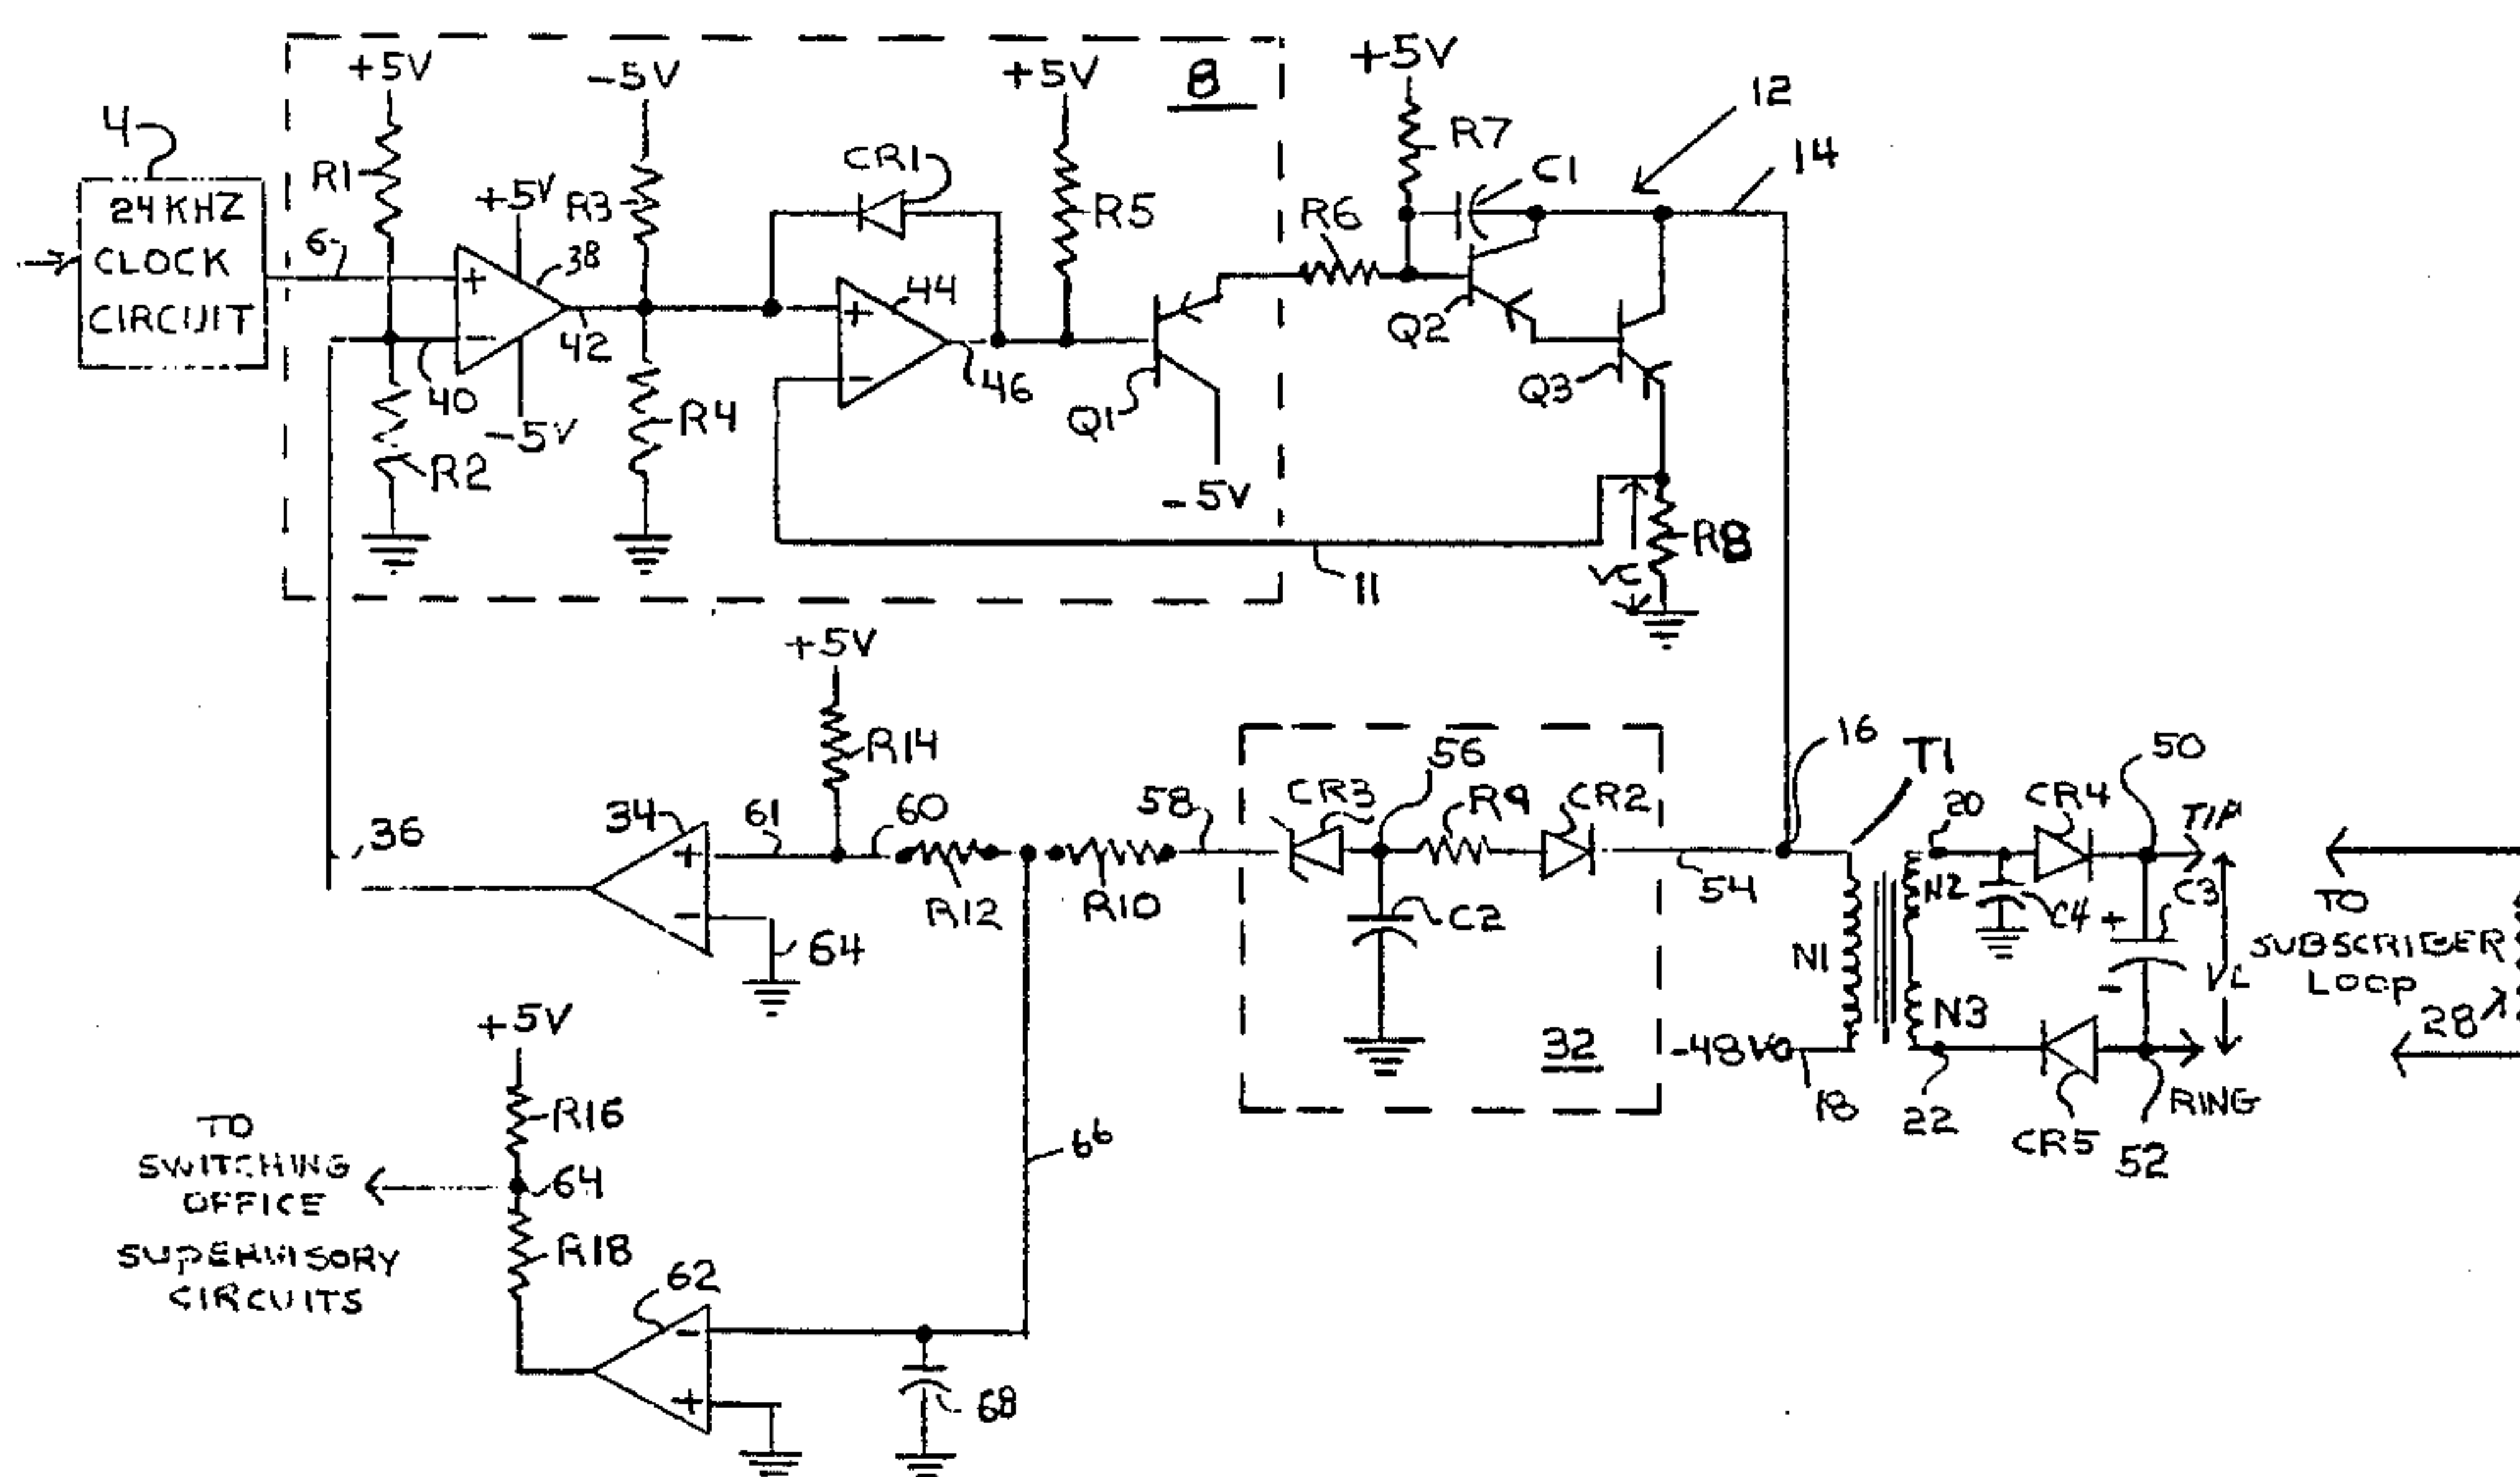 +5V
-5V
+5V
8
+5V
12
4
R1
24 KHZ
CLOCK
CIRCUIT
6
+5V
R3
38
CR1
R5
R7
C1
14
R6
+
-
42
+
-
44
46
Q1
Q2
Q3
40
-5V
R2
R4
-5V
11
VC
R8
+5V
R14
36
34
61
60
+
-
64
R12
R10
58
CR3
56
R9
CR2
C2
32
54
16
T1
20
CR4
50
TIP
N1
N2
C4
+
C3
-
VL
N3
-48V
18
22
CR5
52
RING
TO
SUBSCRIBER
LOOP
28
+5V
R16
64
R18
TO
SWITCHING
OFFICE
SUPERVISORY
CIRCUITS
62
-
+
66
68